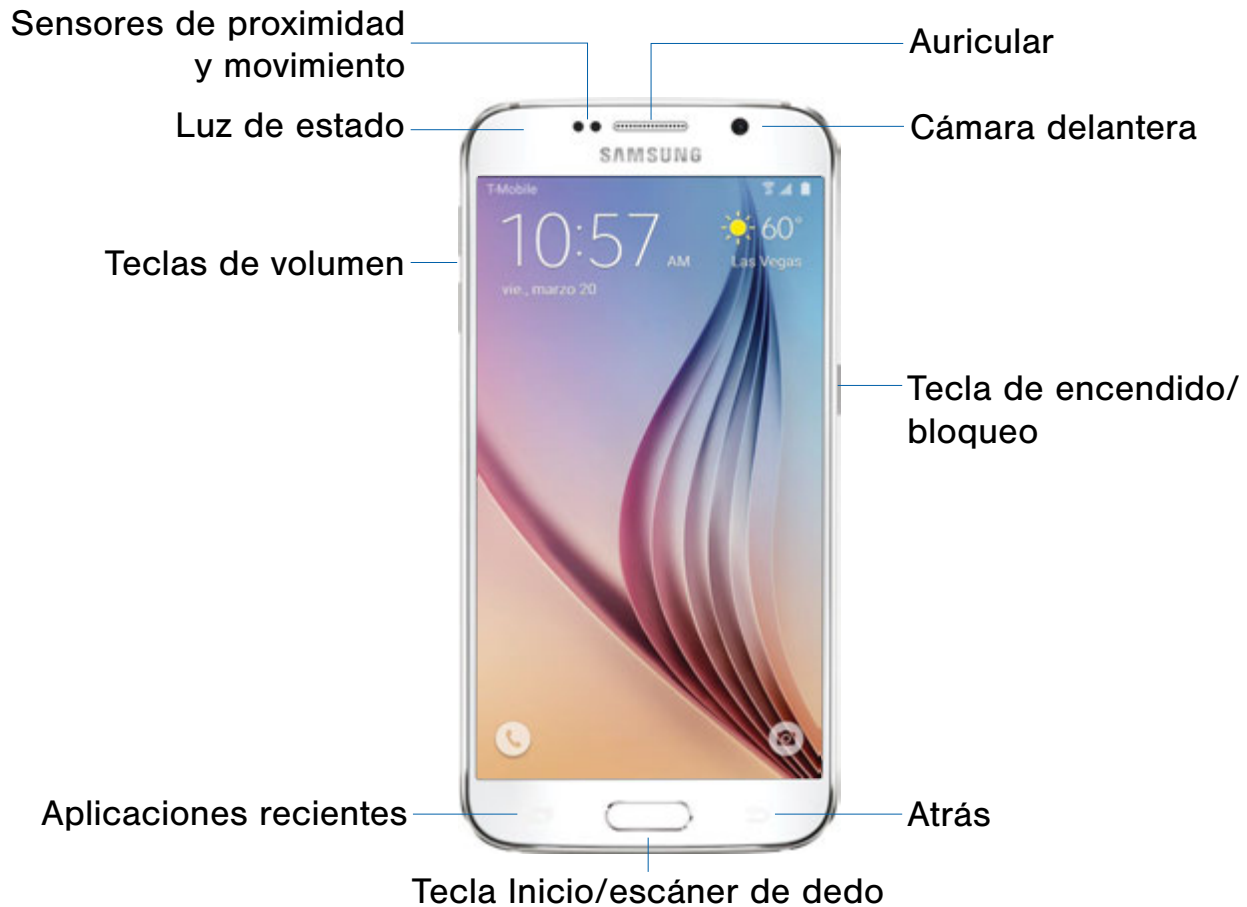 Sensores de proximidad
y movimiento
Auricular
Luz de estado
Cámara delantera
SAMSUNG
T-Mobile
10:57 AM
60°
Las Vegas
vie., marzo 20
Teclas de volumen
Tecla de encendido/
bloqueo
Aplicaciones recientes
Atrás
Tecla Inicio/escáner de dedo